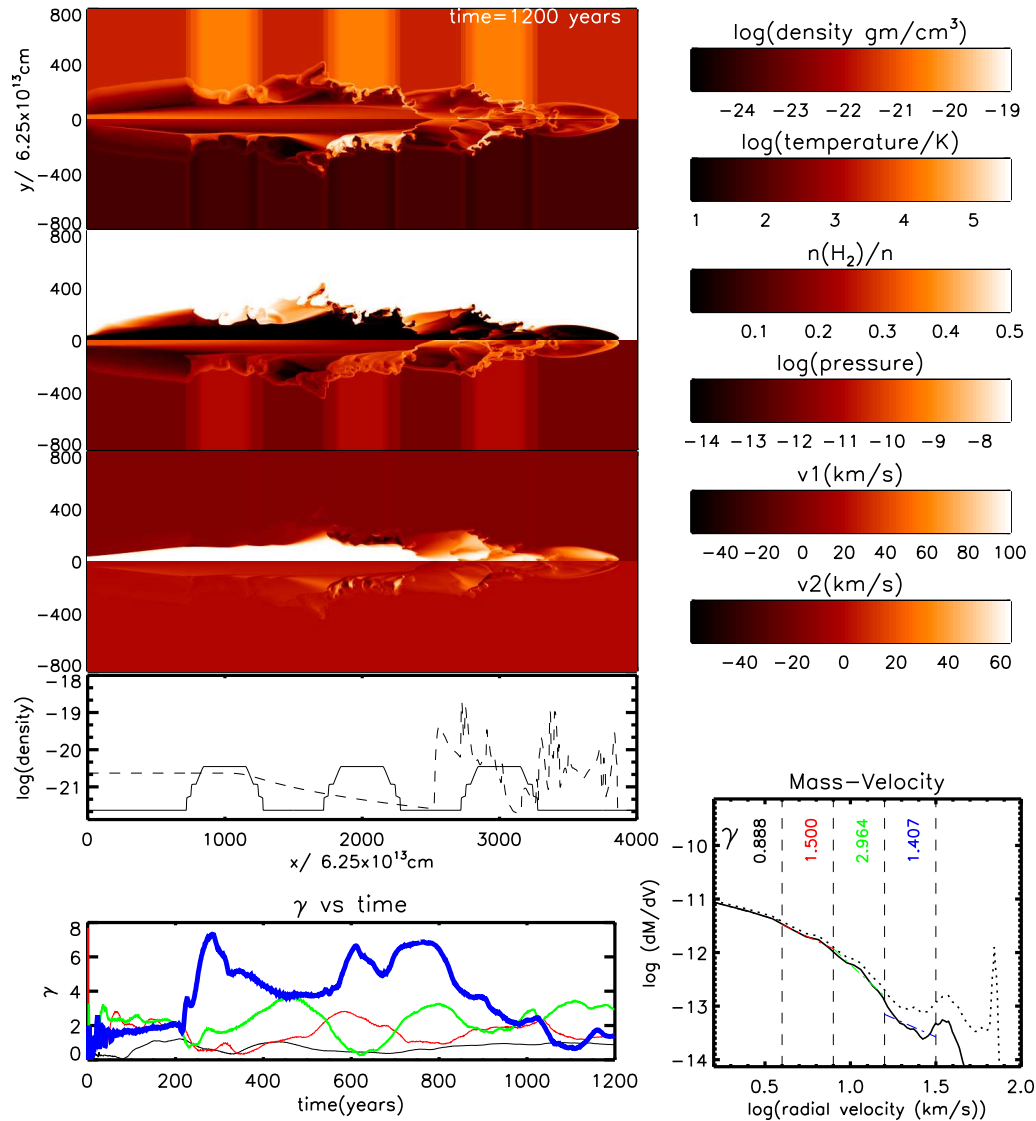 time=1200 years
800
400
0
−400
−800
y/ 6.25x10¹³cm
800
400
0
−400
−800
800
400
0
−400
−800
log(density gm/cm³)
−24 −23 −22 −21 −20 −19
log(temperature/K)
1 2 3 4 5
n(H₂)/n
0.1 0.2 0.3 0.4 0.5
log(pressure)
−14 −13 −12 −11 −10 −9 −8
v1(km/s)
−40 −20 0 20 40 60 80 100
v2(km/s)
−40 −20 0 20 40 60
−18
−19
−20
−21
log(density)
0 1000 2000 3000 4000
x/ 6.25x10¹³cm
γ vs time
8
6
4
2
0
γ
0 200 400 600 800 1000 1200
time(years)
Mass−Velocity
γ 0.888 1.500 2.964 1.407
−10
−11
−12
−13
−14
log (dM/dV)
0.5 1.0 1.5 2.0
log(radial velocity (km/s))